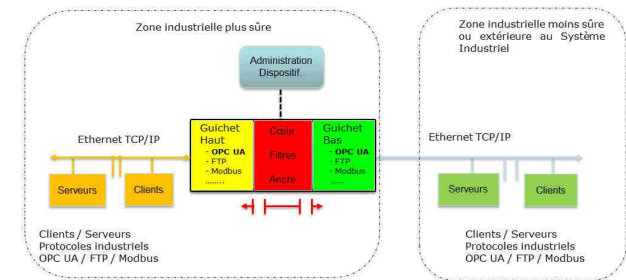 Zone industrielle plus sûre
Zone industrielle moins sûre
ou extérieure au Système
Industriel
Administration
Dispositif.
Guichet
Haut
- OPC UA
- FTP
- Modbus
........
Cœur
Filtres
Ancre
Guichet
Bas
- OPC UA
- FTP
- Modbus
.....
Ethernet TCP/IP
Ethernet TCP/IP
Serveurs
Clients
Serveurs
Clients
Clients / Serveurs
Protocoles industriels
OPC UA / FTP / Modbus
Clients / Serveurs
Protocoles industriels
OPC UA / FTP / Modbus